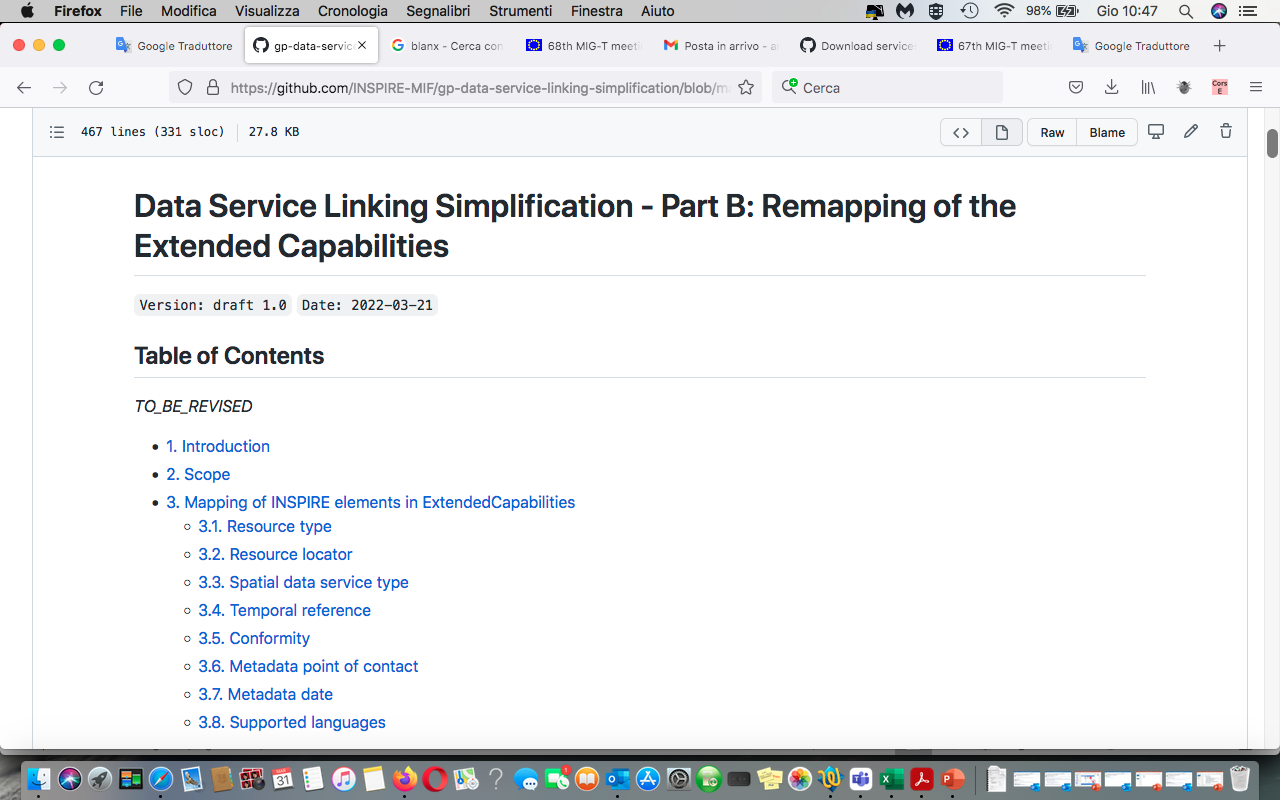 Firefox File Modifica Visualizza Cronologia Segnalibri Strumenti Finestra Aiuto 98% Gio 10:47
Google Traduttore gp-data-servic blanx - Cerca con 68th MIG-T meeti Posta in arrivo - a Download service 67th MIG-T meeti Google Traduttore
https://github.com/INSPIRE-MIF/gp-data-service-linking-simplification/blob/m Cerca Cors E
467 lines (331 sloc) 27.8 KB <> Raw Blame
Data Service Linking Simplification - Part B: Remapping of the
Extended Capabilities
Version: draft 1.0 Date: 2022-03-21
Table of Contents
TO_BE_REVISED
• 1. Introduction
• 2. Scope
• 3. Mapping of INSPIRE elements in ExtendedCapabilities
◦ 3.1. Resource type
◦ 3.2. Resource locator
◦ 3.3. Spatial data service type
◦ 3.4. Temporal reference
◦ 3.5. Conformity
◦ 3.6. Metadata point of contact
◦ 3.7. Metadata date
◦ 3.8. Supported languages
31